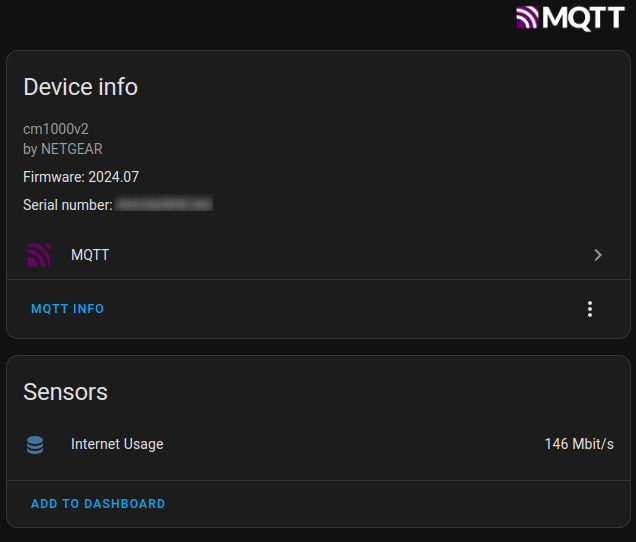 MQTT
Device info
cm1000v2
by NETGEAR
Firmware: 2024.07
Serial number:
MQTT
MQTT INFO
Sensors
Internet Usage 146 Mbit/s
ADD TO DASHBOARD